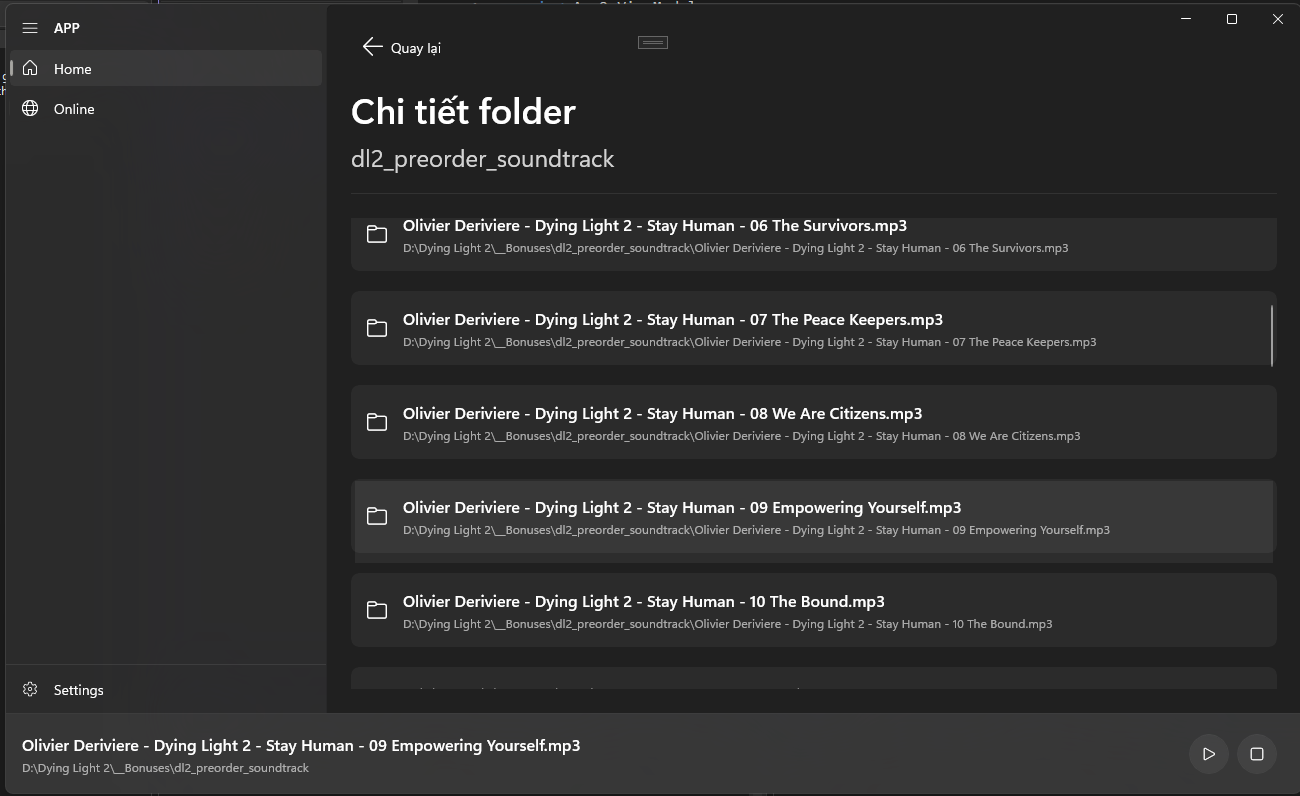 APP
Home
Online
Quay lại
Chi tiết folder
dl2_preorder_soundtrack
Olivier Deriviere - Dying Light 2 - Stay Human - 06 The Survivors.mp3
D:\Dying Light 2\__Bonuses\dl2_preorder_soundtrack\Olivier Deriviere - Dying Light 2 - Stay Human - 06 The Survivors.mp3
Olivier Deriviere - Dying Light 2 - Stay Human - 07 The Peace Keepers.mp3
D:\Dying Light 2\__Bonuses\dl2_preorder_soundtrack\Olivier Deriviere - Dying Light 2 - Stay Human - 07 The Peace Keepers.mp3
Olivier Deriviere - Dying Light 2 - Stay Human - 08 We Are Citizens.mp3
D:\Dying Light 2\__Bonuses\dl2_preorder_soundtrack\Olivier Deriviere - Dying Light 2 - Stay Human - 08 We Are Citizens.mp3
Olivier Deriviere - Dying Light 2 - Stay Human - 09 Empowering Yourself.mp3
D:\Dying Light 2\__Bonuses\dl2_preorder_soundtrack\Olivier Deriviere - Dying Light 2 - Stay Human - 09 Empowering Yourself.mp3
Olivier Deriviere - Dying Light 2 - Stay Human - 10 The Bound.mp3
D:\Dying Light 2\__Bonuses\dl2_preorder_soundtrack\Olivier Deriviere - Dying Light 2 - Stay Human - 10 The Bound.mp3
Settings
Olivier Deriviere - Dying Light 2 - Stay Human - 09 Empowering Yourself.mp3
D:\Dying Light 2\__Bonuses\dl2_preorder_soundtrack